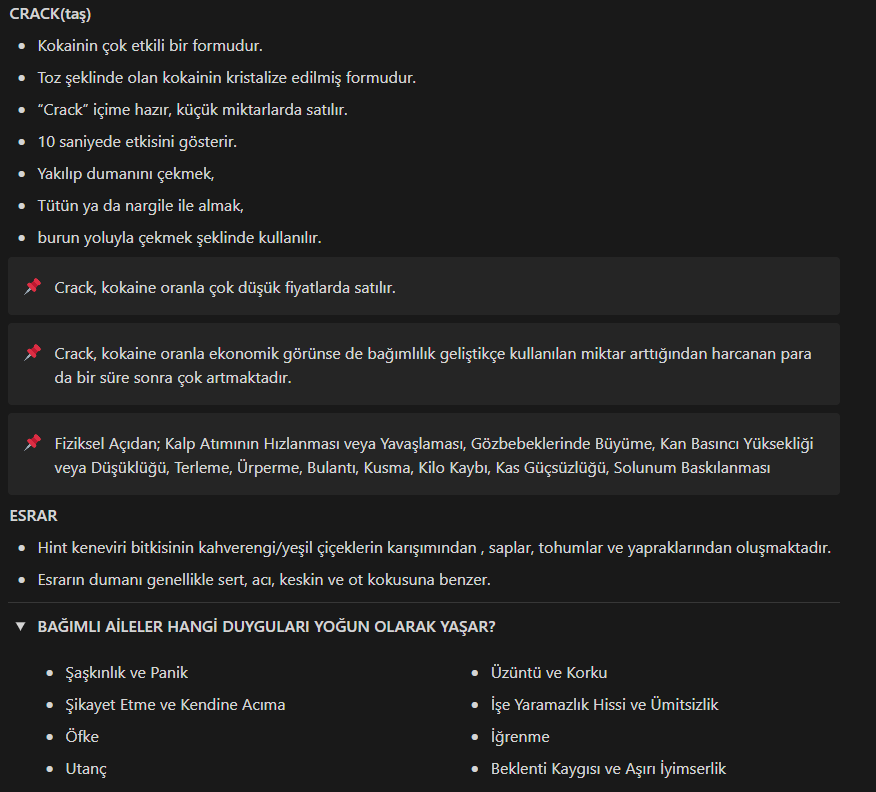 CRACK(taş)
Kokainin çok etkili bir formudur.
Toz şeklinde olan kokainin kristalize edilmiş formudur.
“Crack” içime hazır, küçük miktarlarda satılır.
10 saniyede etkisini gösterir.
Yakılıp dumanını çekmek,
Tütün ya da nargile ile almak,
burun yoluyla çekmek şeklinde kullanılır.
Crack, kokaine oranla çok düşük fiyatlarda satılır.
Crack, kokaine oranla ekonomik görünse de bağımlılık geliştikçe kullanılan miktar arttığından harcanan para
da bir süre sonra çok artmaktadır.
Fiziksel Açıdan; Kalp Atımının Hızlanması veya Yavaşlaması, Gözbebeklerinde Büyüme, Kan Basıncı Yüksekliği
veya Düşüklüğü, Terleme, Ürperme, Bulantı, Kusma, Kilo Kaybı, Kas Güçsüzlüğü, Solunum Baskılanması
ESRAR
Hint keneviri bitkisinin kahverengi/yeşil çiçeklerin karışımından , saplar, tohumlar ve yapraklarından oluşmaktadır.
Esrarın dumanı genellikle sert, acı, keskin ve ot kokusuna benzer.
BAĞIMLI AİLELER HANGİ DUYGULARI YOĞUN OLARAK YAŞAR?
Şaşkınlık ve Panik
Şikayet Etme ve Kendine Acıma
Öfke
Utanç
Üzüntü ve Korku
İşe Yaramazlık Hissi ve Ümitsizlik
İğrenme
Beklenti Kaygısı ve Aşırı İyimserlik